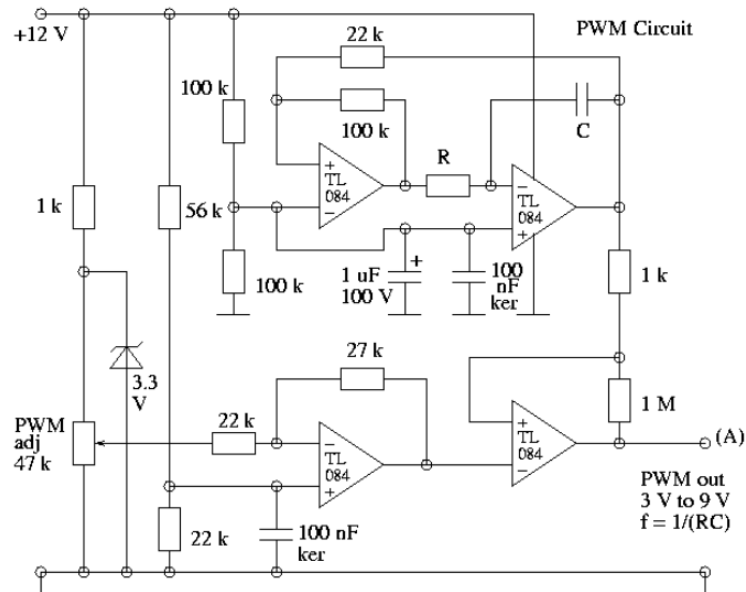 +12 V
22 k
PWM Circuit
100 k
100 k
C
R
+
TL
084
−
−
TL
084
+
1 k
56 k
100 k
1 uF
100 V
+
100
nF
ker
1 k
3.3
V
27 k
1 M
PWM
adj
47 k
22 k
−
TL
084
+
+
TL
084
−
(A)
PWM out
3 V to 9 V
f = 1/(RC)
22 k
100 nF
ker